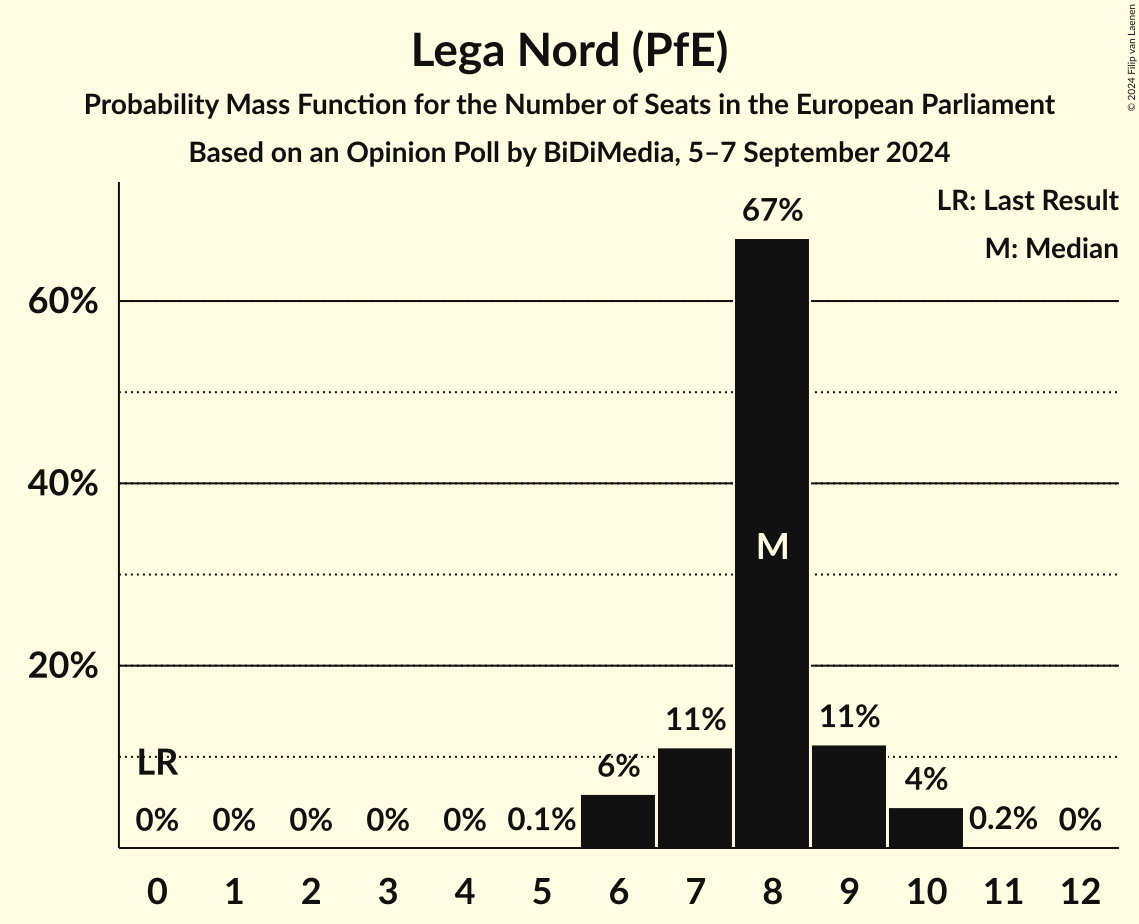 Lega Nord (PfE)
Probability Mass Function for the Number of Seats in the European Parliament
Based on an Opinion Poll by BiDiMedia, 5–7 September 2024
© 2024 Filip van Laenen
LR: Last Result
M: Median
60%
40%
20%
67%
M
LR
0%
0%
0%
0%
0%
0.1%
6%
11%
11%
4%
0.2%
0%
0 1 2 3 4 5 6 7 8 9 10 11 12